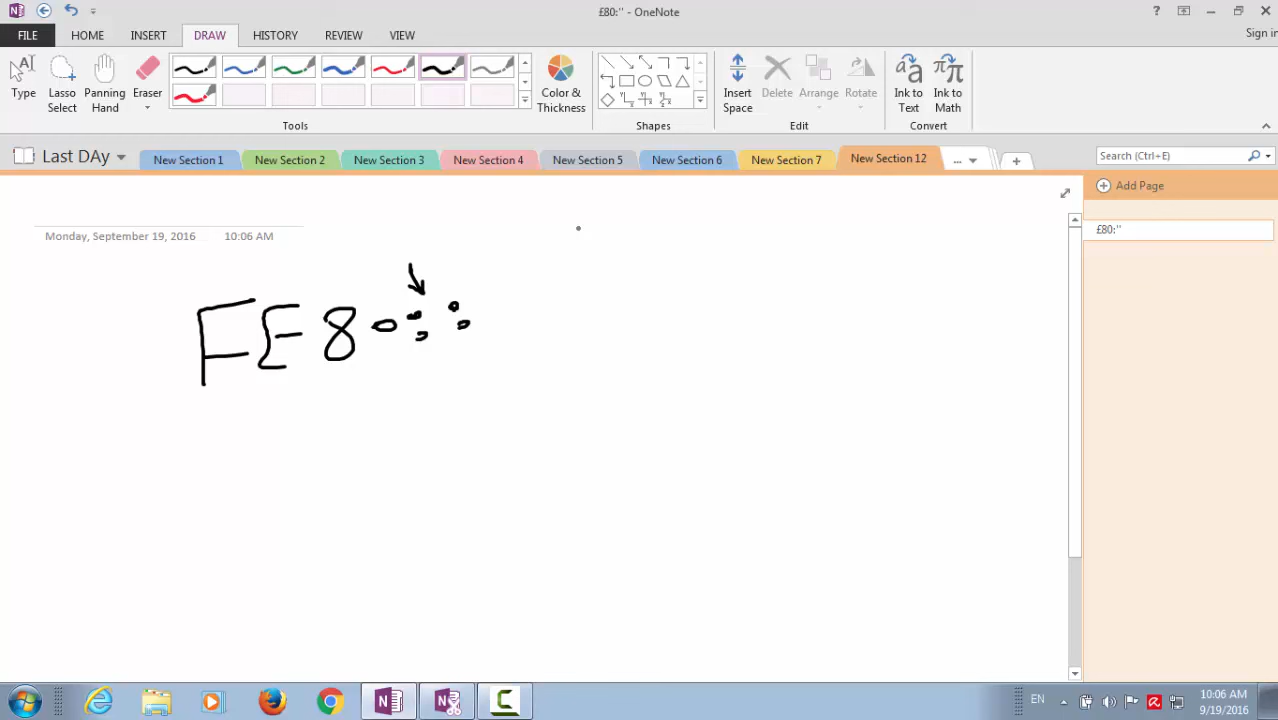 £80:'' - OneNote
? 
Sign in
FILE HOME INSERT DRAW HISTORY REVIEW VIEW
Type
Lasso Select
Panning Hand
Eraser
Color & Thickness
Insert Space
Delete
Arrange
Rotate
Ink to Text
Ink to Math
Tools
Shapes
Edit
Convert
Last DAy
New Section 1
New Section 2
New Section 3
New Section 4
New Section 5
New Section 6
New Section 7
New Section 12
...
Search (Ctrl+E)
Add Page
£80:''
Monday, September 19, 2016 10:06 AM
FE80::
EN
10:06 AM
9/19/2016